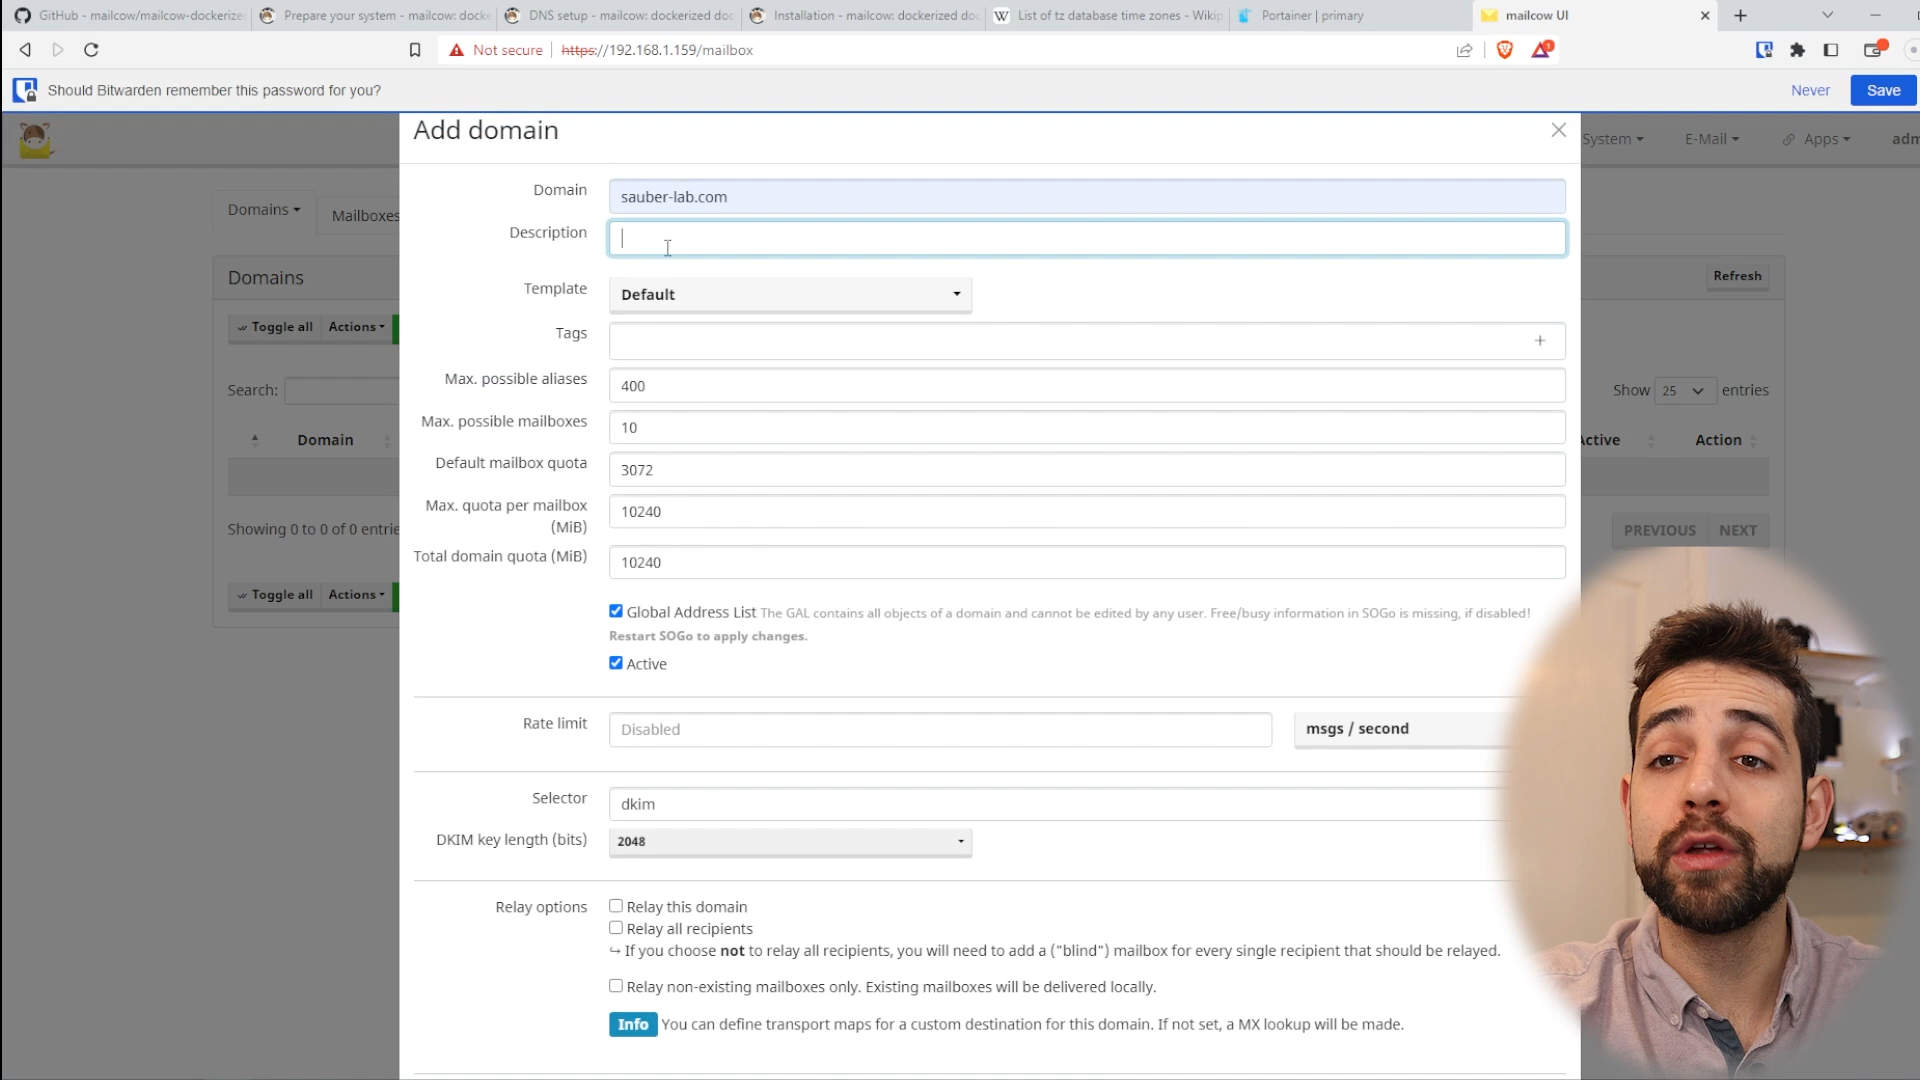 GitHub - mailcow/mailcow-dockerize
Prepare your system - mailcow: docke
DNS setup - mailcow: dockerized do
Installation - mailcow: dockerized do
W List of tz database time zones - Wikip
Portainer | primary
mailcow UI
Not secure https://192.168.1.159/mailbox
1
Should Bitwarden remember this password for you?
Never
Save
Add domain
System
E-Mail
Apps
adm
Domains
Mailboxes
Domain
sauber-lab.com
Description
Domains
Refresh
Template
Default
Toggle all
Actions
Tags
+
Search:
Max. possible aliases
400
Show 25 entries
Max. possible mailboxes
10
Domain
Active
Action
Default mailbox quota
3072
Max. quota per mailbox
(MiB)
10240
Showing 0 to 0 of 0 entrie
PREVIOUS
NEXT
Total domain quota (MiB)
10240
Toggle all
Actions
Global Address List The GAL contains all objects of a domain and cannot be edited by any user. Free/busy information in SOGo is missing, if disabled!
Restart SOGo to apply changes.
Active
Rate limit
Disabled
msgs / second
Selector
dkim
DKIM key length (bits)
2048
Relay options
Relay this domain
Relay all recipients
↪ If you choose not to relay all recipients, you will need to add a ("blind") mailbox for every single recipient that should be relayed.
Relay non-existing mailboxes only. Existing mailboxes will be delivered locally.
Info You can define transport maps for a custom destination for this domain. If not set, a MX lookup will be made.